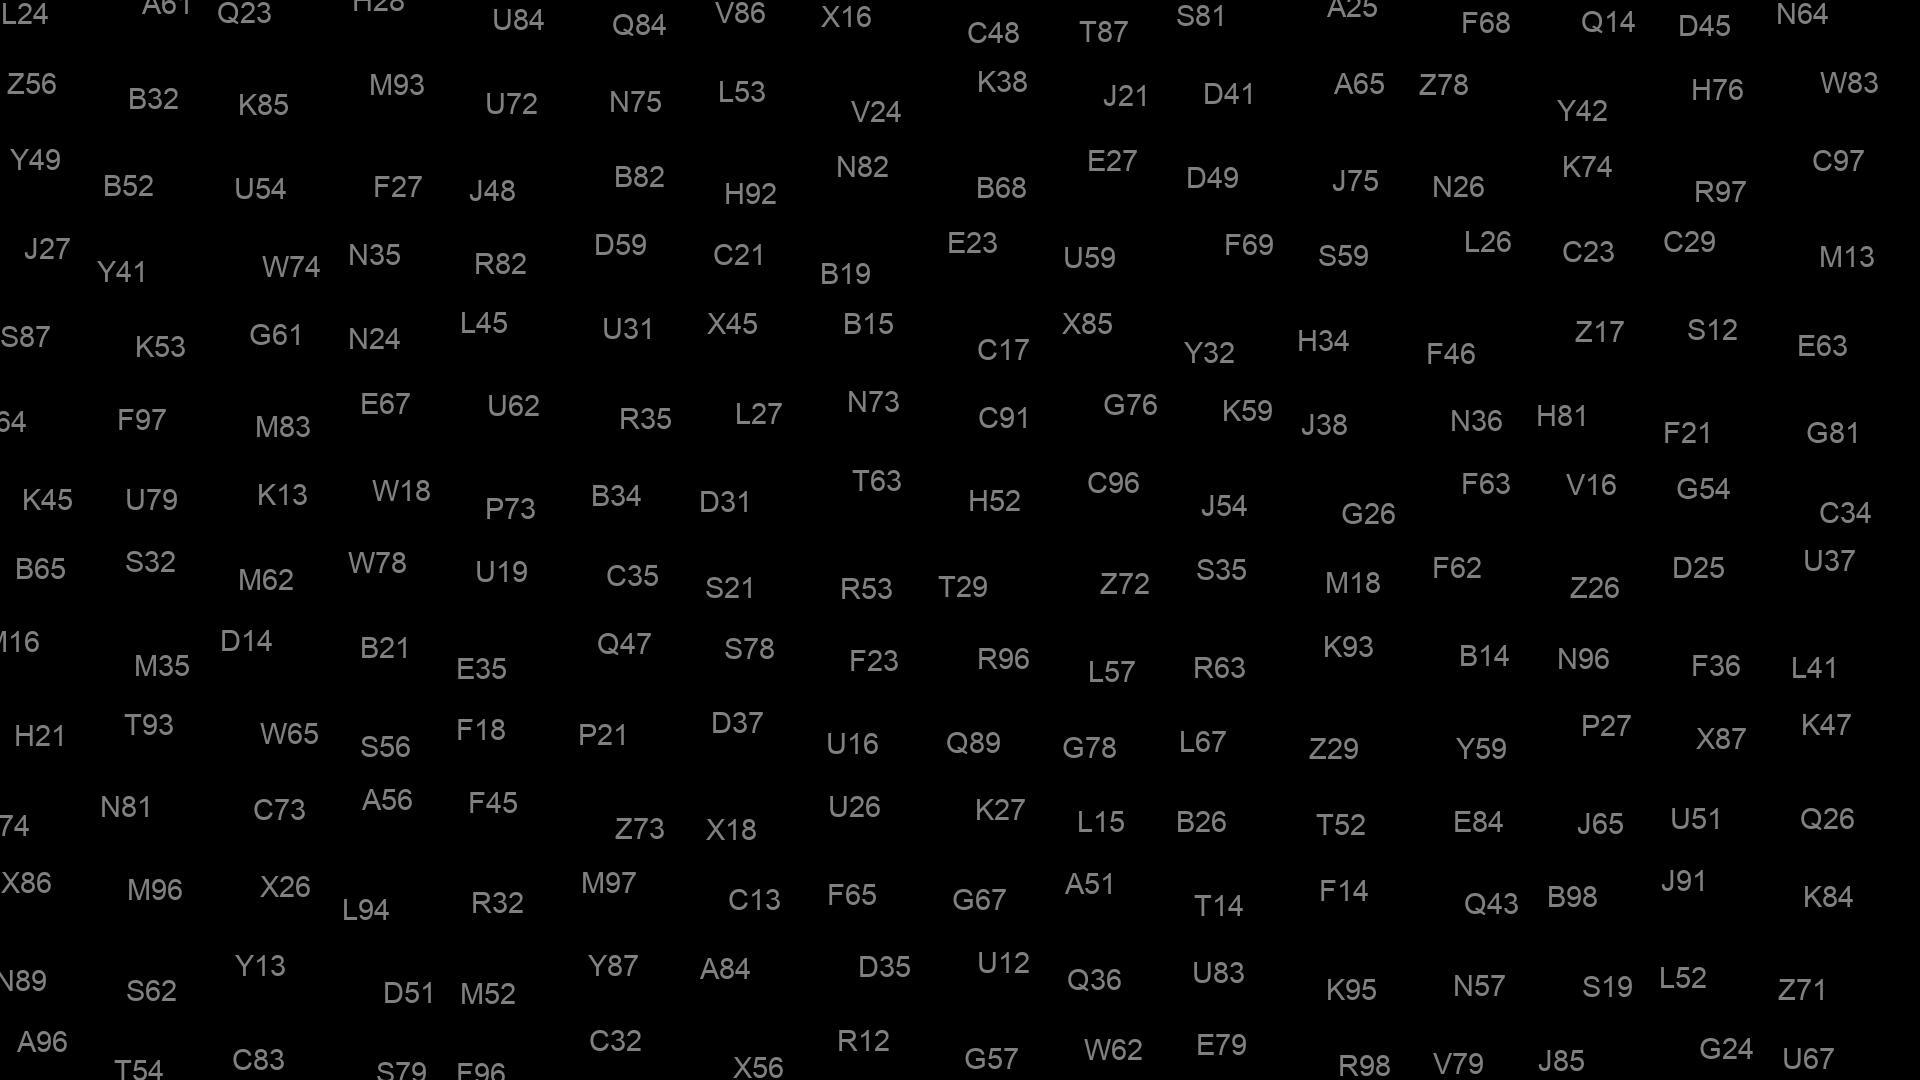 L24 A61 Q23 H28 U84 Q84 V86 X16 C48 T87 S81 A25 F68 Q14 D45 N64
Z56 B32 K85 M93 U72 N75 L53 V24 K38 J21 D41 A65 Z78 Y42 H76 W83
Y49 B52 U54 F27 J48 B82 H92 N82 B68 E27 D49 J75 N26 K74 R97 C97
J27 Y41 W74 N35 R82 D59 C21 B19 E23 U59 F69 S59 L26 C23 C29 M13
S87 K53 G61 N24 L45 U31 X45 B15 C17 X85 Y32 H34 F46 Z17 S12 E63
64 F97 M83 E67 U62 R35 L27 N73 C91 G76 K59 J38 N36 H81 F21 G81
K45 U79 K13 W18 P73 B34 D31 T63 H52 C96 J54 G26 F63 V16 G54 C34
B65 S32 M62 W78 U19 C35 S21 R53 T29 Z72 S35 M18 F62 Z26 D25 U37
M16 M35 D14 B21 E35 Q47 S78 F23 R96 L57 R63 K93 B14 N96 F36 L41
H21 T93 W65 S56 F18 P21 D37 U16 Q89 G78 L67 Z29 Y59 P27 X87 K47
74 N81 C73 A56 F45 Z73 X18 U26 K27 L15 B26 T52 E84 J65 U51 Q26
X86 M96 X26 L94 R32 M97 C13 F65 G67 A51 T14 F14 Q43 B98 J91 K84
N89 S62 Y13 D51 M52 Y87 A84 D35 U12 Q36 U83 K95 N57 S19 L52 Z71
A96 T54 C83 S79 C32 X56 R12 G57 W62 E79 R98 V79 J85 G24 U67